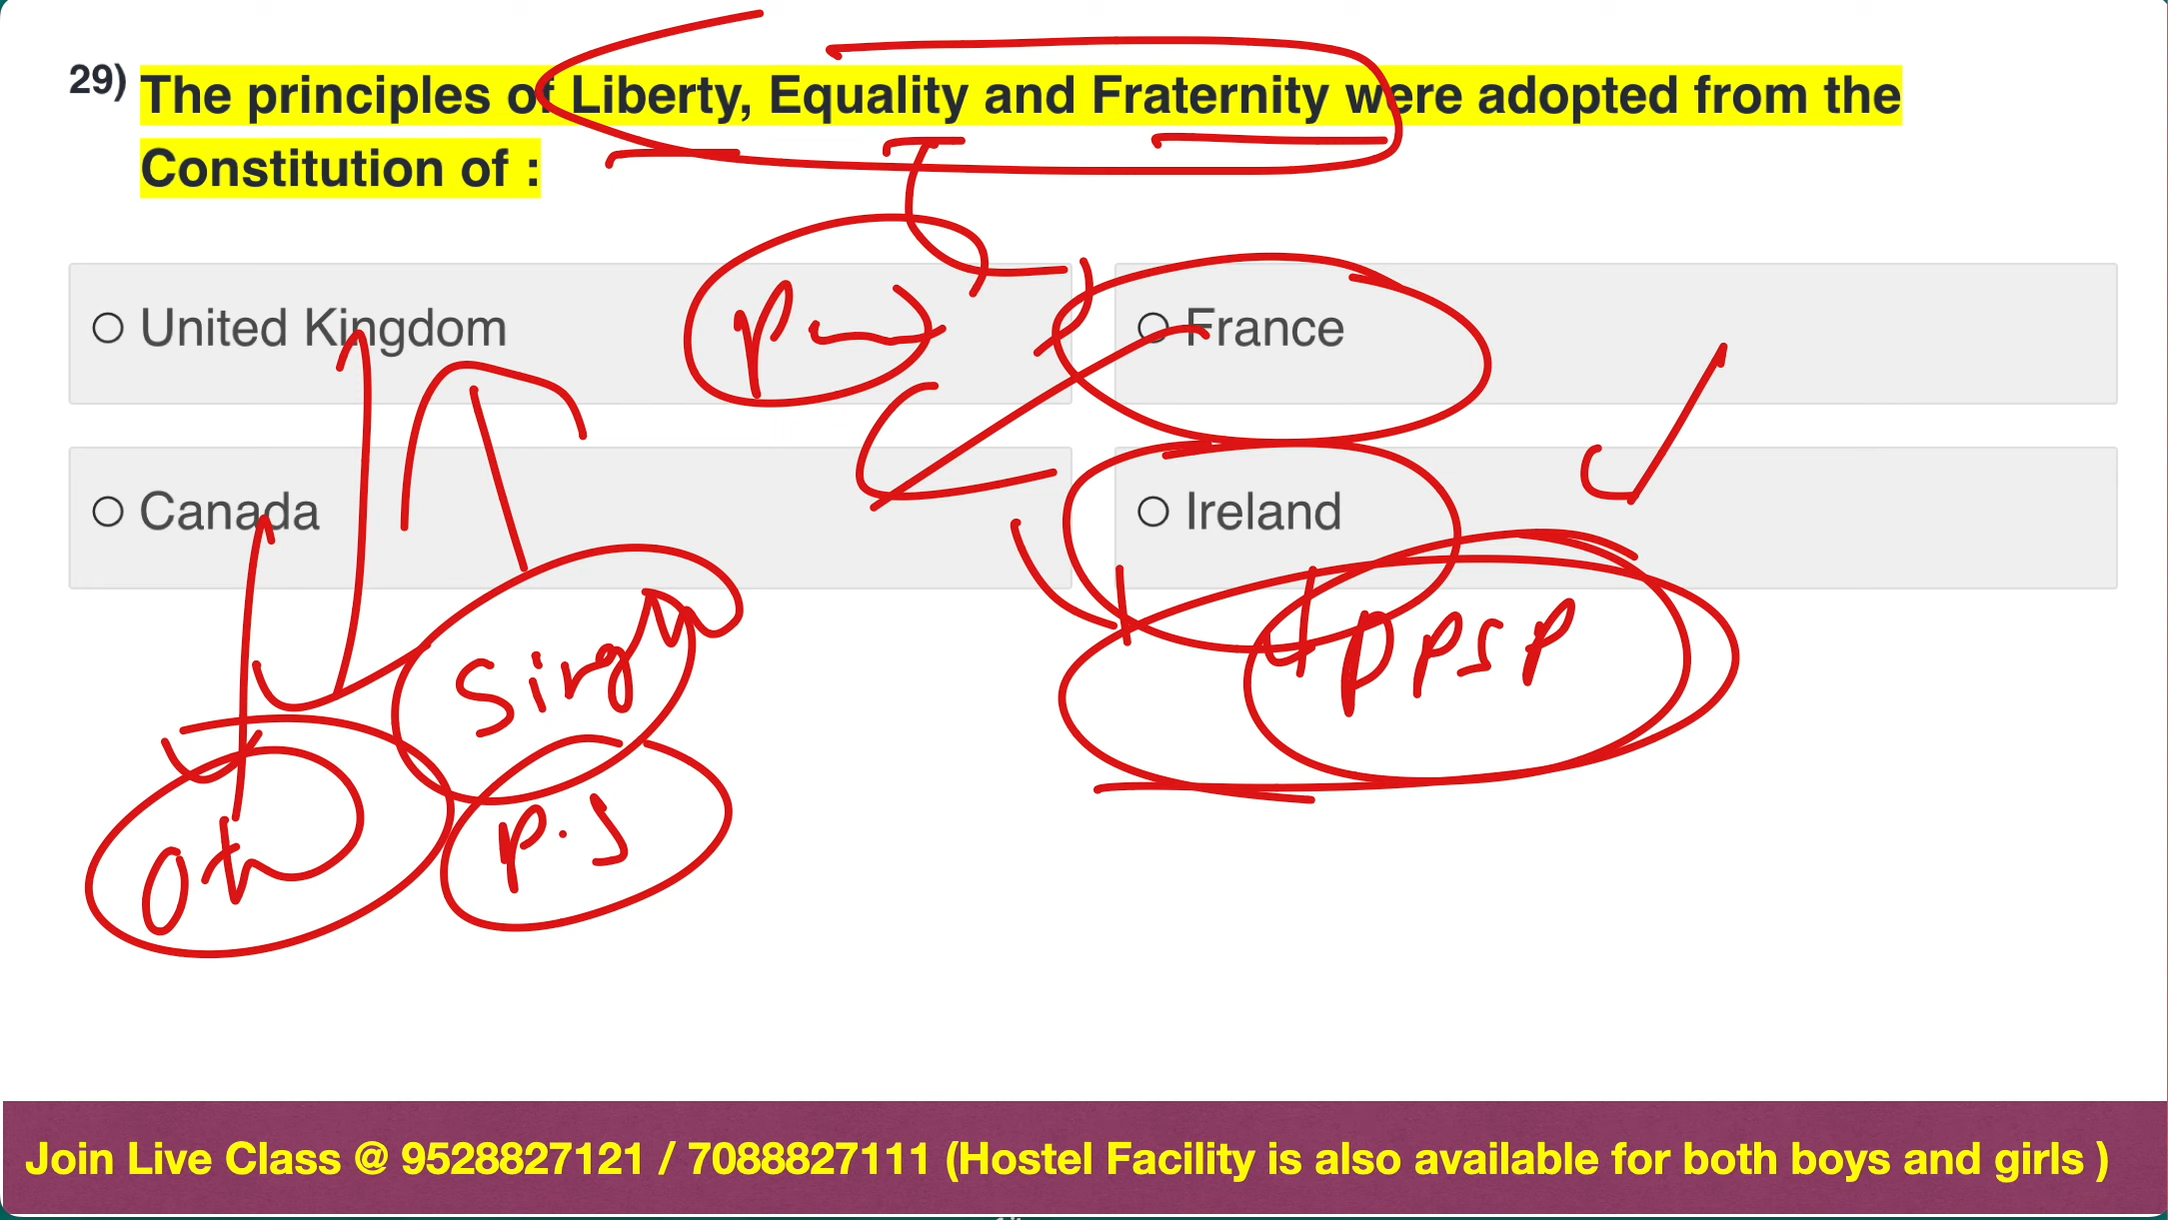 29) The principles of Liberty, Equality and Fraternity were adopted from the
Constitution of :
United Kingdom
France
Canada
Ireland
DPSP
P.S
Join Live Class @ 9528827121 / 7088827111 (Hostel Facility is also available for both boys and girls )